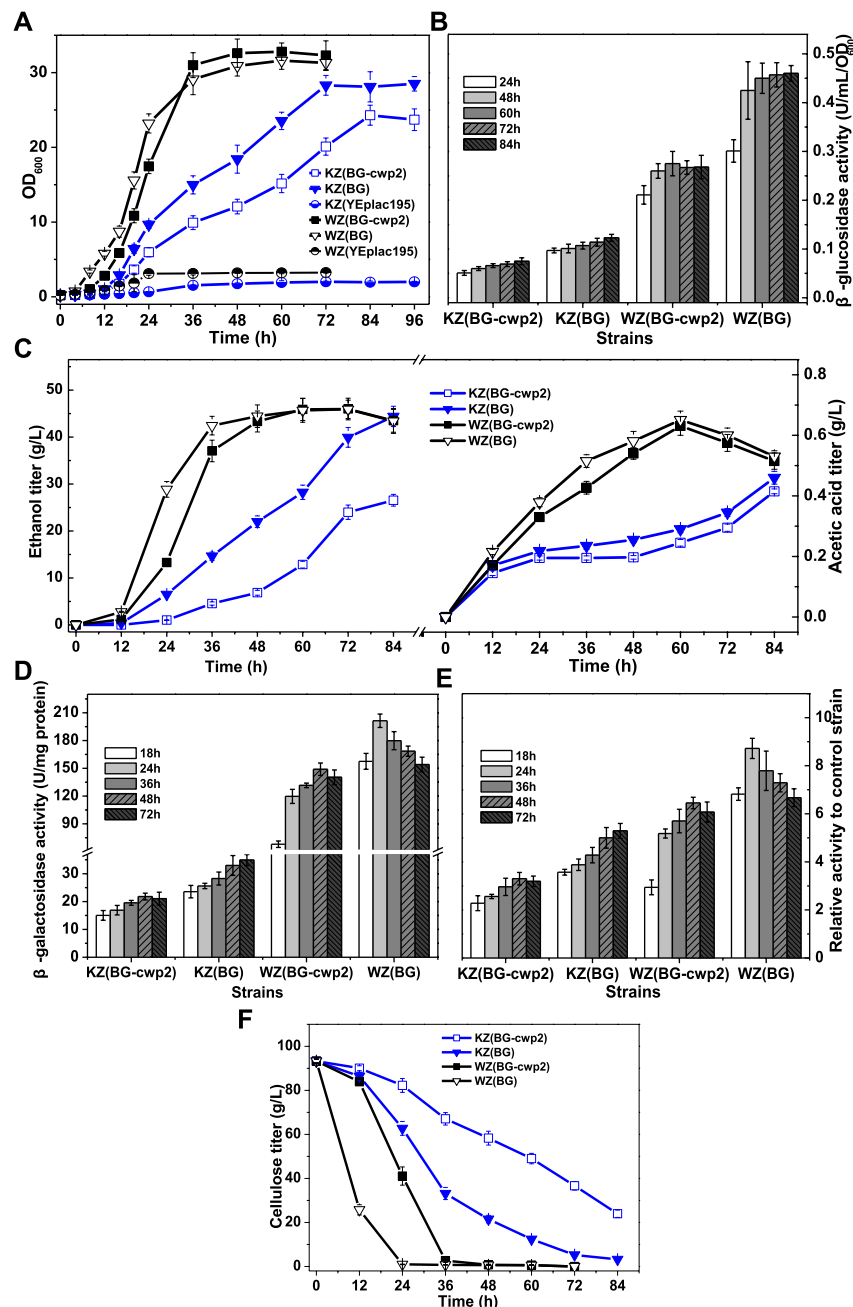 A
OD600
30
20
10
0
KZ(BG-cwp2)
KZ(BG)
KZ(YEplac195)
WZ(BG-cwp2)
WZ(BG)
WZ(YEplac195)
0 12 24 36 48 60 72 84 96
Time (h)
B
24h
48h
60h
72h
84h
0.5
0.3
0.2
0.1
0.0
β -glucosidase activity (U/mL/OD600)
KZ(BG-cwp2) KZ(BG) WZ(BG-cwp2) WZ(BG)
Strains
C
Ethanol titer (g/L)
50
40
30
20
10
0
0 12 24 36 48 60 72 84
Time (h)
KZ(BG-cwp2)
KZ(BG)
WZ(BG-cwp2)
WZ(BG)
0.8
0.6
0.4
0.2
0.0
Acetic acid titer (g/L)
0 12 24 36 48 60 72 84
Time (h)
D
β -galactosidase activity (U/mg protein)
210
180
150
120
90
30
20
10
0
18h
24h
36h
48h
72h
KZ(BG-cwp2) KZ(BG) WZ(BG-cwp2) WZ(BG)
Strains
E
18h
24h
36h
48h
72h
10
8
6
4
2
0
Relative activity to control strain
KZ(BG-cwp2) KZ(BG) WZ(BG-cwp2) WZ(BG)
Strains
F
Cellulose titer (g/L)
100
80
60
40
20
0
KZ(BG-cwp2)
KZ(BG)
WZ(BG-cwp2)
WZ(BG)
0 12 24 36 48 60 72 84
Time (h)